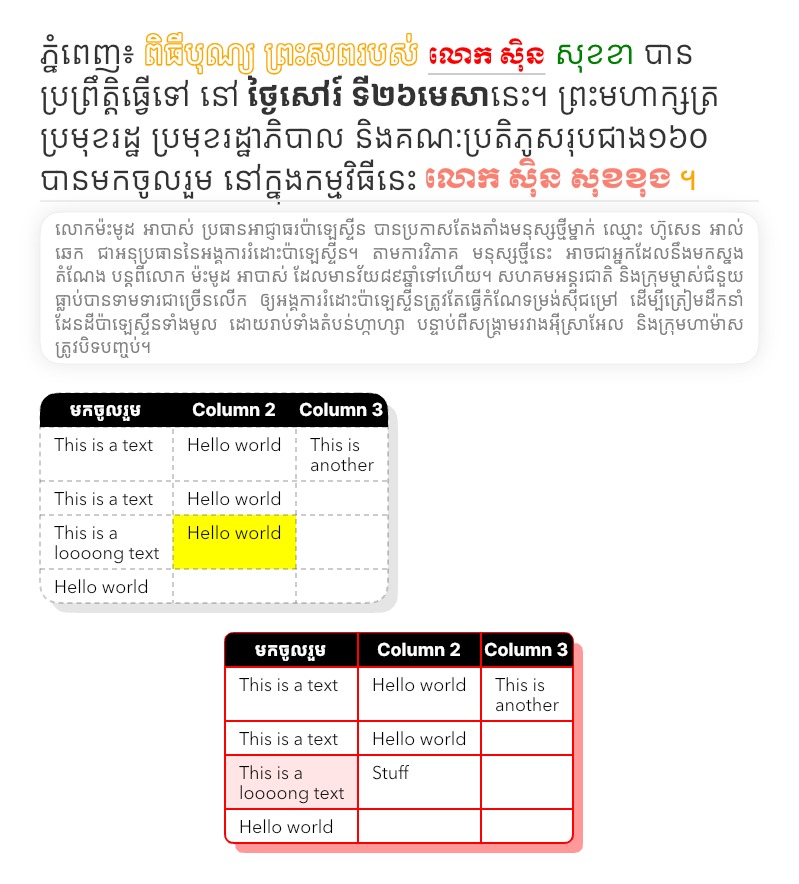 ភ្នំពេញ៖ ពិធីបុណ្យ ព្រះសពរបស់ លោក ស៊ិន សុខខា បាន
ប្រព្រឹត្តិធ្វើទៅ នៅ ថ្ងៃសៅរ៍ ទី២៦មេសានេះ។ ព្រះមហាក្សត្រ
ប្រមុខរដ្ឋ ប្រមុខរដ្ឋាភិបាល និងគណៈប្រតិភូសរុបជាង១៦០
បានមកចូលរួម នៅក្នុងកម្មវិធីនេះ លោក ស៊ិន សុខខុង ។
លោកម៉ះមូដ អាបាស់ ប្រធានអាជ្ញាធរប៉ាឡេស្ទីន បានប្រកាសតែងតាំងមនុស្សថ្មីម្នាក់ ឈ្មោះ ហ៊ូសេន អាល់
ឆេក ជាអនុប្រធាននៃអង្គការរំដោះប៉ាឡេស្ទីន។ តាមការវិភាគ មនុស្សថ្មីនេះ អាចជាអ្នកដែលនឹងមកស្នង
តំណែង បន្តពីលោក ម៉ះមូដ អាបាស់ ដែលមានវ័យ៨៩ឆ្នាំទៅហើយ។ សហគមអន្តរជាតិ និងក្រុមម្ចាស់ជំនួយ
ធ្លាប់បានទាមទារជាច្រើនលើក ឲ្យអង្គការរំដោះប៉ាឡេស្ទីនត្រូវតែធ្វើកំណែទម្រង់ស៊ីជម្រៅ ដើម្បីត្រៀមដឹកនាំ
ដែនដីប៉ាឡេស្ទីនទាំងមូល ដោយរាប់ទាំងតំបន់ហ្កាហ្សា បន្ទាប់ពីសង្គ្រាមរវាងអ៊ីស្រាអែល និងក្រុមហាម៉ាស
ត្រូវបិទបញ្ចប់។
មកចូលរួម Column 2 Column 3
This is a text Hello world This is
another
This is a text Hello world
This is a Hello world
looooong text
Hello world
មកចូលរួម Column 2 Column 3
This is a text Hello world This is
another
This is a text Hello world
This is a Stuff
loooong text
Hello world